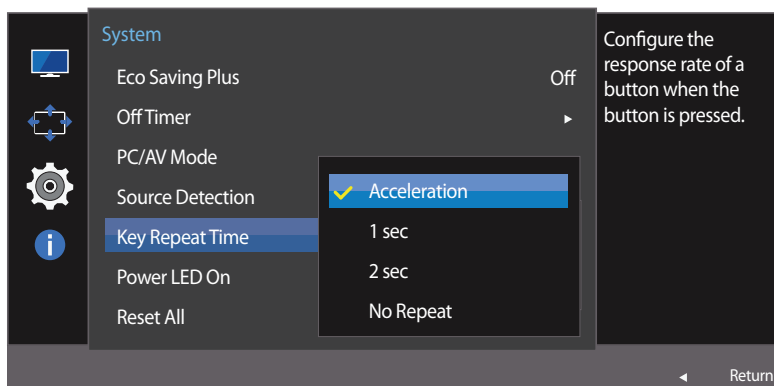 System
Eco Saving Plus Off
Off Timer
PC/AV Mode
Source Detection
Key Repeat Time
Power LED On
Reset All
Acceleration
1 sec
2 sec
No Repeat
Configure the
response rate of a
button when the
button is pressed.
Return